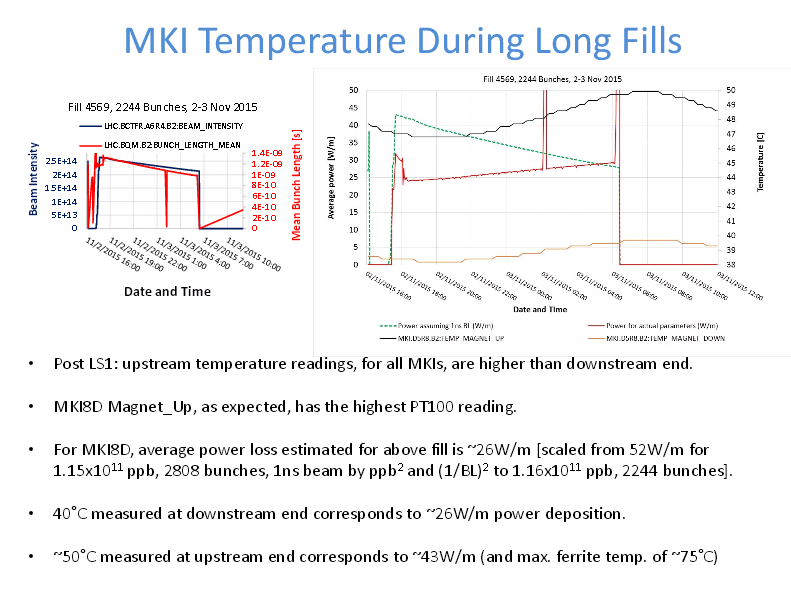 MKI Temperature During Long Fills
Fill 4569, 2244 Bunches, 2-3 Nov 2015
LHC.BCTFR.A6R4.B2:BEAM_INTENSITY
LHC.BQM.B2:BUNCH_LENGTH_MEAN
Beam Intensity
2.5E+14
2E+14
1.5E+14
1E+14
5E+13
0
1.4E-09
1.2E-09
1E-09
8E-10
6E-10
4E-10
2E-10
0
Mean Bunch Length [s]
11/2/2015 16:00
11/2/2015 19:00
11/2/2015 22:00
11/3/2015 1:00
11/3/2015 4:00
11/3/2015 7:00
11/3/2015 10:00
Date and Time
Fill 4569, 2244 Bunches, 2-3 Nov 2015
Average power [W/m]
50
45
40
35
30
25
20
15
10
5
0
50
49
48
47
46
45
44
43
42
41
40
39
38
Temperature [C]
02/11/2015 16:00
02/11/2015 18:00
02/11/2015 20:00
02/11/2015 22:00
03/11/2015 00:00
03/11/2015 02:00
03/11/2015 04:00
03/11/2015 06:00
03/11/2015 08:00
03/11/2015 10:00
03/11/2015 12:00
Date and Time
Power assuming 1ns BL (W/m)
Power for actual parameters (W/m)
MKI.D5R8.B2:TEMP_MAGNET_UP
MKI.D5R8.B2:TEMP_MAGNET_DOWN
• Post LS1: upstream temperature readings, for all MKIs, are higher than downstream end.
• MKI8D Magnet_Up, as expected, has the highest PT100 reading.
• For MKI8D, average power loss estimated for above fill is ~26W/m [scaled from 52W/m for
1.15x10¹¹ ppb, 2808 bunches, 1ns beam by ppb² and (1/BL)² to 1.16x10¹¹ ppb, 2244 bunches].
• 40˚C measured at downstream end corresponds to ~26W/m power deposition.
• ~50˚C measured at upstream end corresponds to ~43W/m (and max. ferrite temp. of ~75˚C)